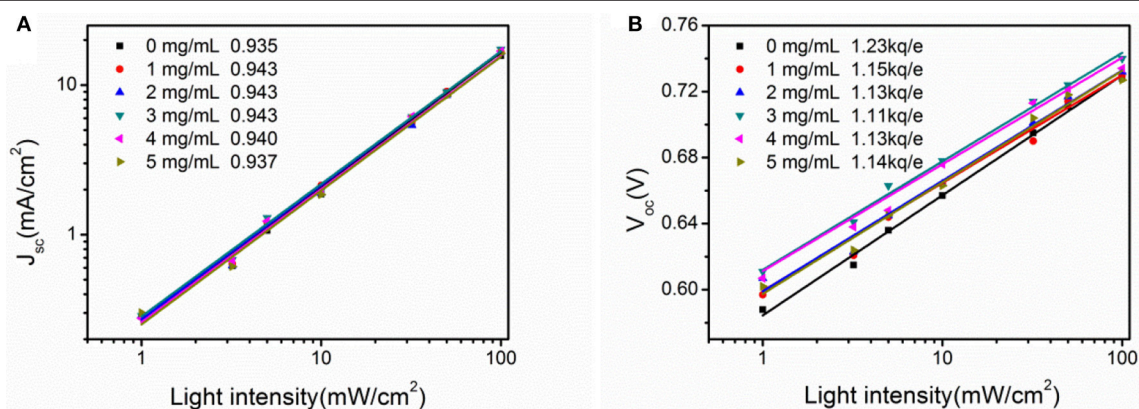 A
0 mg/mL 0.935
1 mg/mL 0.943
2 mg/mL 0.943
3 mg/mL 0.943
4 mg/mL 0.940
5 mg/mL 0.937
10
1
Jsc(mA/cm²)
1
10
100
Light intensity(mW/cm²)
B
0 mg/mL 1.23kq/e
1 mg/mL 1.15kq/e
2 mg/mL 1.13kq/e
3 mg/mL 1.11kq/e
4 mg/mL 1.13kq/e
5 mg/mL 1.14kq/e
0.76
0.72
0.68
0.64
0.60
Voc(V)
1
10
100
Light intensity(mW/cm²)